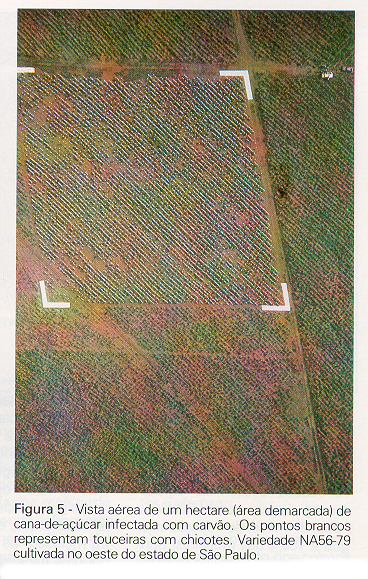 Figura 5 - Vista aérea de um hectare (área demarcada) de
cana-de-açúcar infectada com carvão. Os pontos brancos
representam touceiras com chicotes. Variedade NA56-79
cultivada no oeste do estado de São Paulo.